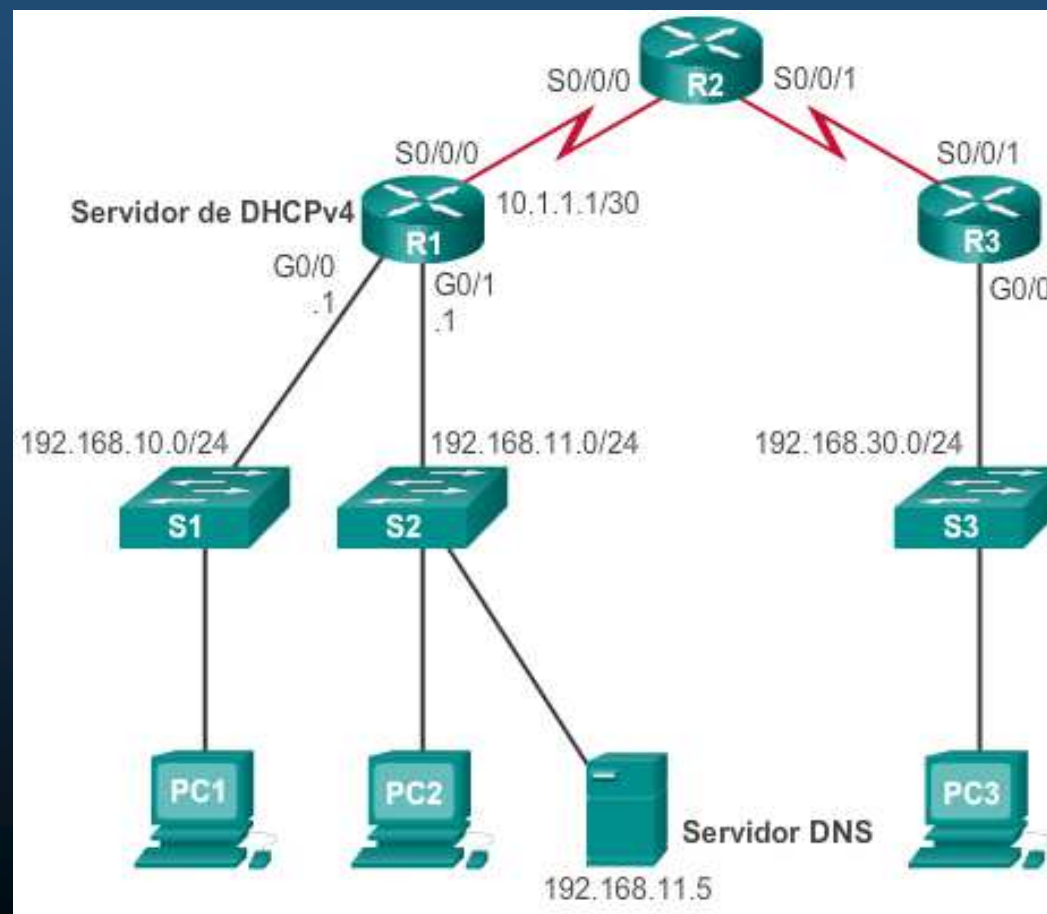 R2
S0/0/0
S0/0/1
S0/0/0
S0/0/1
Servidor de DHCPv4
10.1.1.1/30
R1
R3
G0/0
.1
G0/1
.1
G0/0
192.168.10.0/24
192.168.11.0/24
192.168.30.0/24
S1
S2
S3
PC1
PC2
PC3
Servidor DNS
192.168.11.5